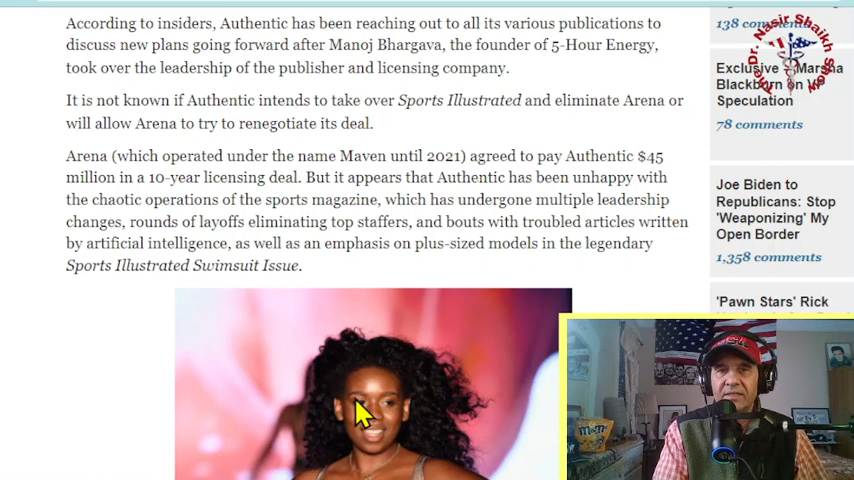 According to insiders, Authentic has been reaching out to all its various publications to
discuss new plans going forward after Manoj Bhargava, the founder of 5-Hour Energy,
took over the leadership of the publisher and licensing company.
It is not known if Authentic intends to take over Sports Illustrated and eliminate Arena or
will allow Arena to try to renegotiate its deal.
Arena (which operated under the name Maven until 2021) agreed to pay Authentic $45
million in a 10-year licensing deal. But it appears that Authentic has been unhappy with
the chaotic operations of the sports magazine, which has undergone multiple leadership
changes, rounds of layoffs eliminating top staffers, and bouts with troubled articles written
by artificial intelligence, as well as an emphasis on plus-sized models in the legendary
Sports Illustrated Swimsuit Issue.
138 comments
The Dr. Nasir Shaikh Show
Exclusive – Marsha
Blackburn on
Speculation
78 comments
Joe Biden to
Republicans: Stop
'Weaponizing' My
Open Border
1,358 comments
'Pawn Stars' Rick